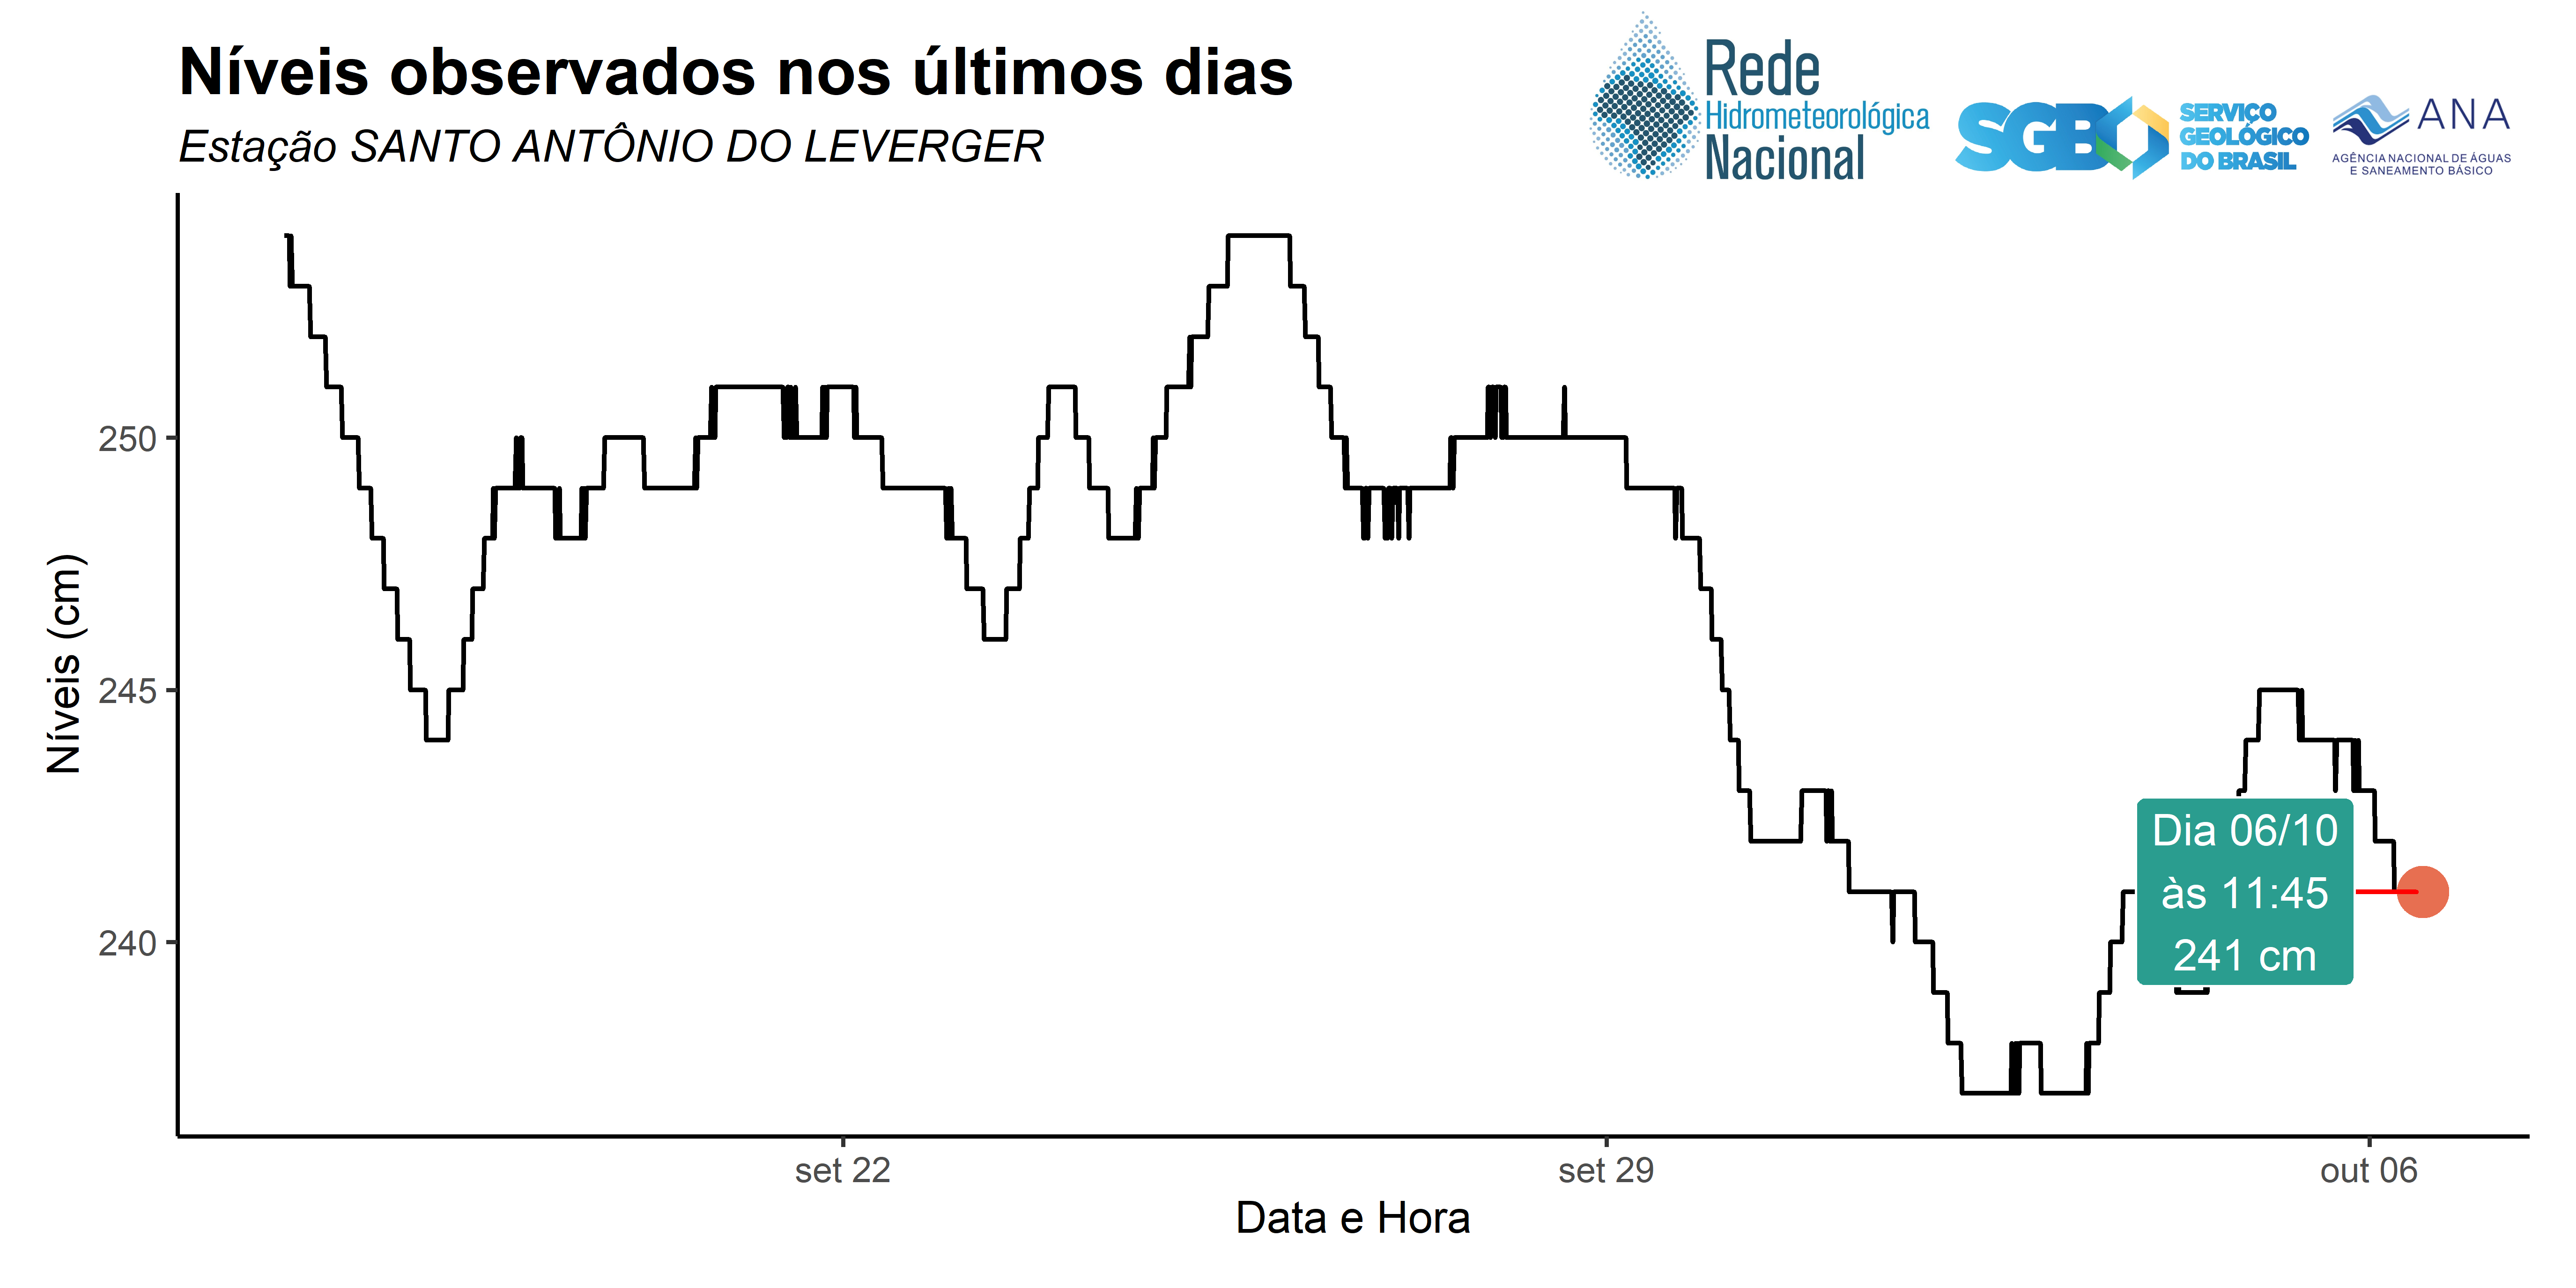 Níveis observados nos últimos dias
Estação SANTO ANTÔNIO DO LEVERGER
Rede
Hidrometeorológica
Nacional
SGB
SERVIÇO
GEOLÓGICO
DO BRASIL
ANA
AGÊNCIA NACIONAL DE ÁGUAS
E SANEAMENTO BÁSICO
Níveis (cm)
250
245
240
Dia 06/10
às 11:45
241 cm
set 22
set 29
out 06
Data e Hora